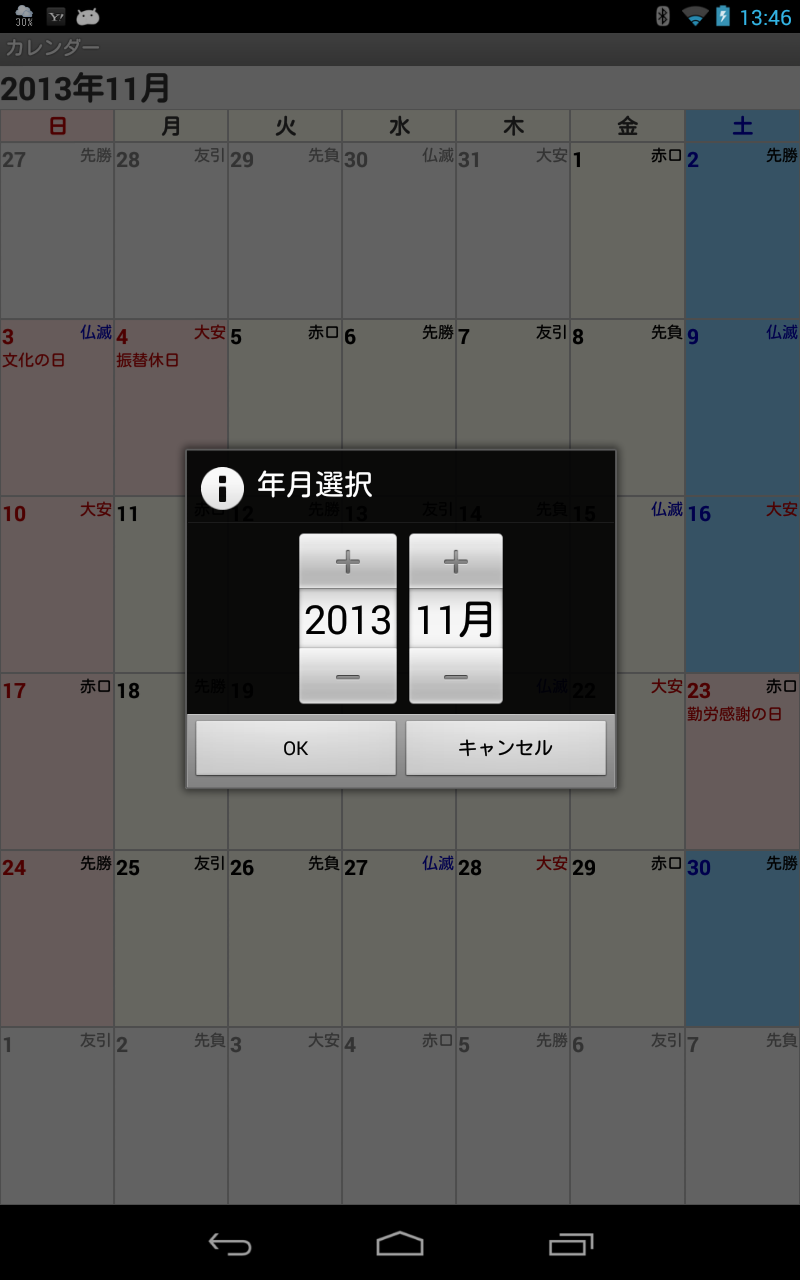 30%
Y!
13:46
カレンダー
2013年11月
日 月 火 水 木 金 土
27 先勝 28 友引 29 先負 30 仏滅 31 大安 1 赤口 2 先勝
3 仏滅 4 大安 5 赤口 6 先勝 7 友引 8 先負 9 仏滅
文化の日 振替休日
年月選択
10 大安 11 赤口 12 先勝 13 友引 14 先負 15 仏滅 16 大安
+ +
2013 11月
- -
17 赤口 18 先勝 19 仏滅 22 大安 23 赤口
勤労感謝の日
OK キャンセル
24 先勝 25 友引 26 先負 27 仏滅 28 大安 29 赤口 30 先勝
1 友引 2 先負 3 大安 4 赤口 5 先勝 6 友引 7 先負